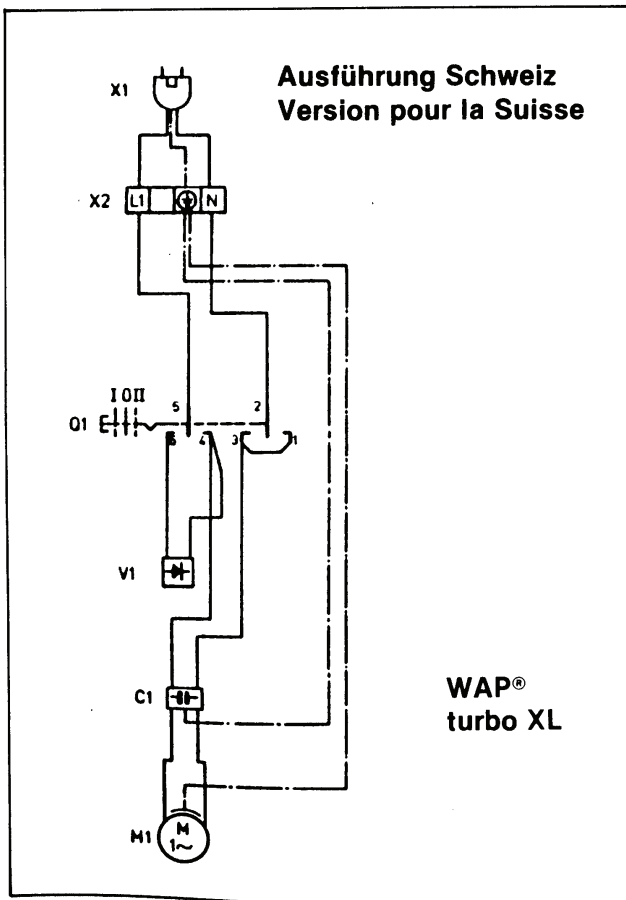 Ausführung Schweiz
Version pour la Suisse
X1
X2 L1 N
I 0 II
Q1
5 2
6 4 3 1
V1
C1
WAP®
turbo XL
M1
M
1~